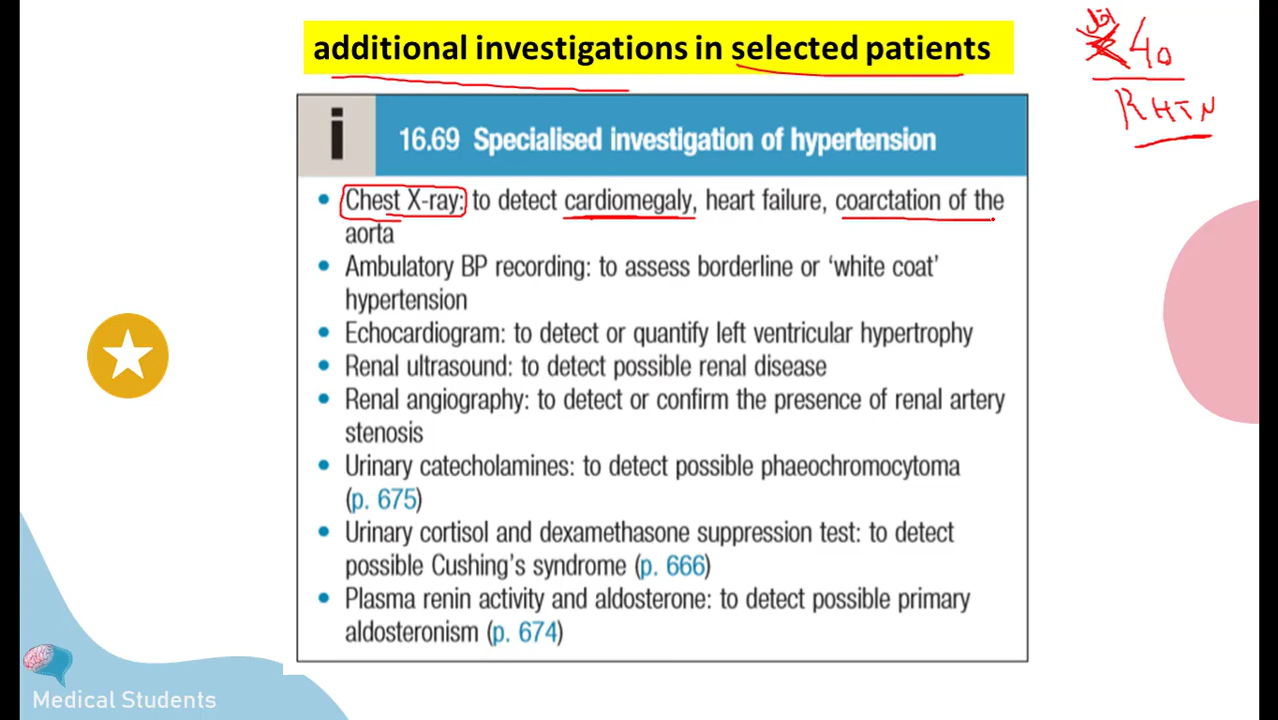 additional investigations in selected patients
اقل 40
RHTN
i
16.69 Specialised investigation of hypertension
• Chest X-ray: to detect cardiomegaly, heart failure, coarctation of the
aorta
• Ambulatory BP recording: to assess borderline or ‘white coat’
hypertension
• Echocardiogram: to detect or quantify left ventricular hypertrophy
• Renal ultrasound: to detect possible renal disease
• Renal angiography: to detect or confirm the presence of renal artery
stenosis
• Urinary catecholamines: to detect possible phaeochromocytoma
(p. 675)
• Urinary cortisol and dexamethasone suppression test: to detect
possible Cushing’s syndrome (p. 666)
• Plasma renin activity and aldosterone: to detect possible primary
aldosteronism (p. 674)
Medical Students